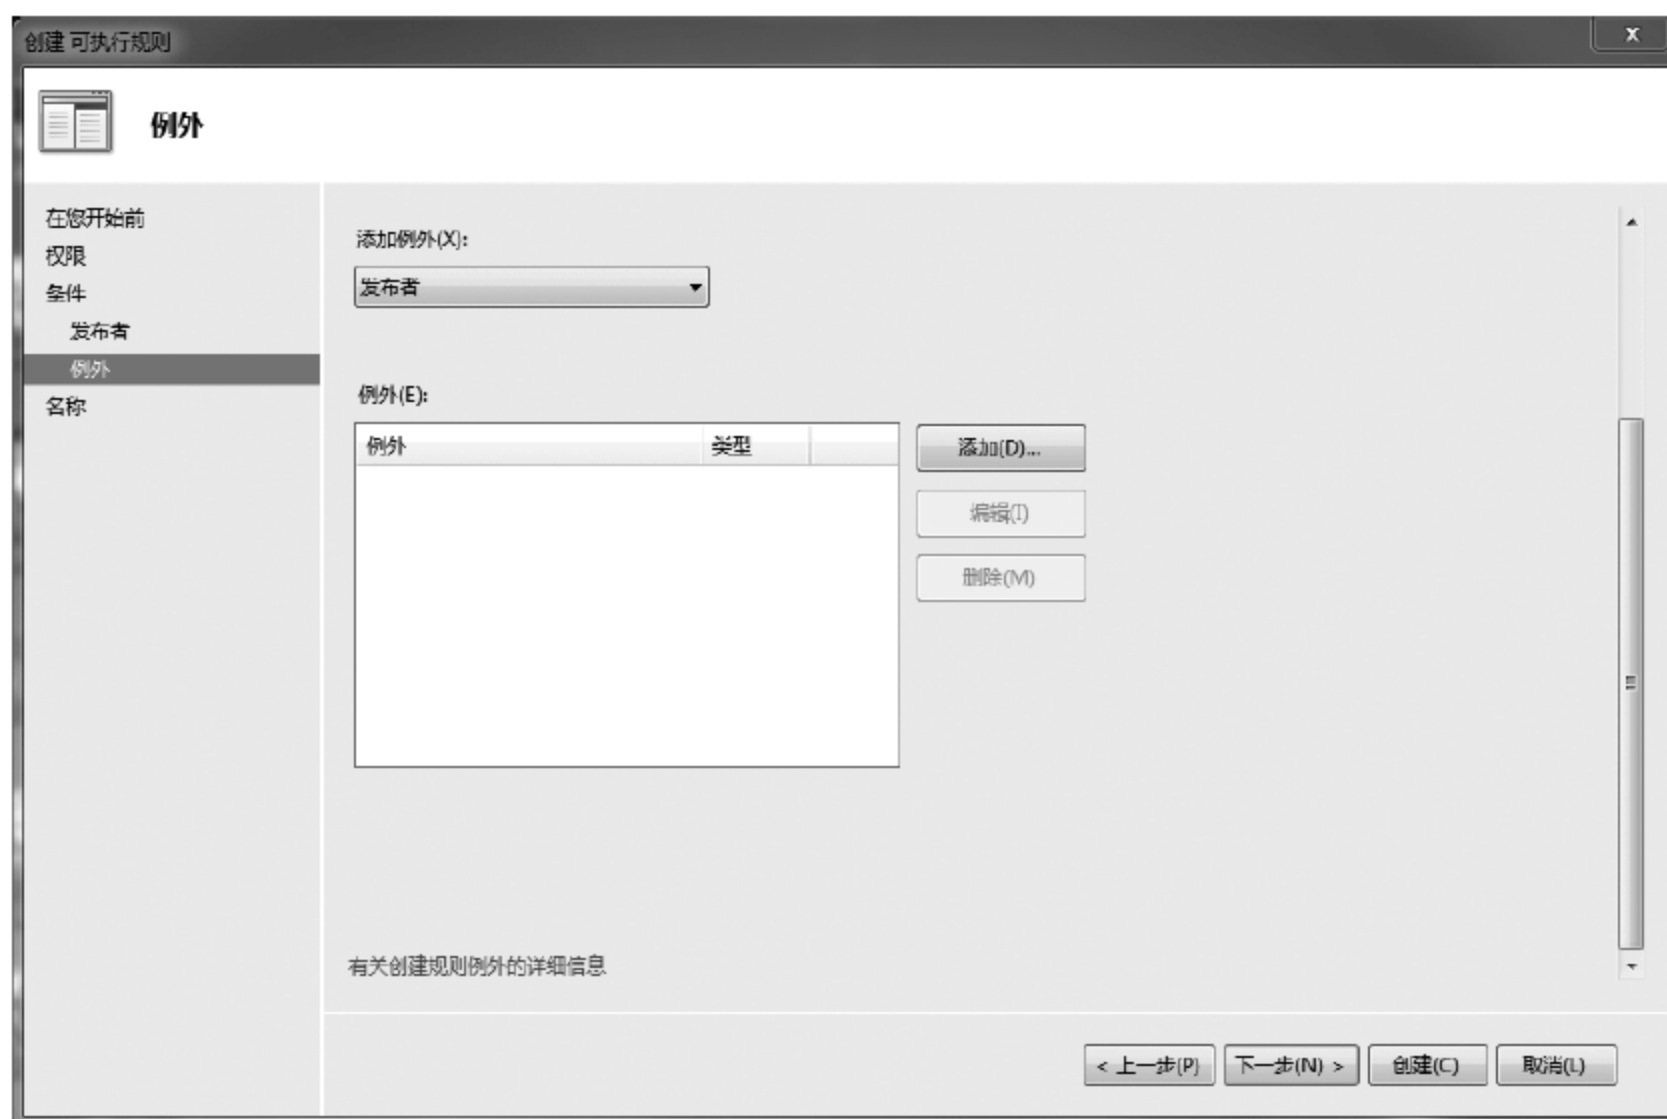 创建 可执行规则
x
例外
在您开始前
权限
条件
发布者
例外
名称
添加例外(X):
发布者
例外(E):
例外 类型
添加(D)...
编辑(I)
删除(M)
有关创建规则例外的详细信息
< 上一步(P) 下一步(N) > 创建(C) 取消(L)